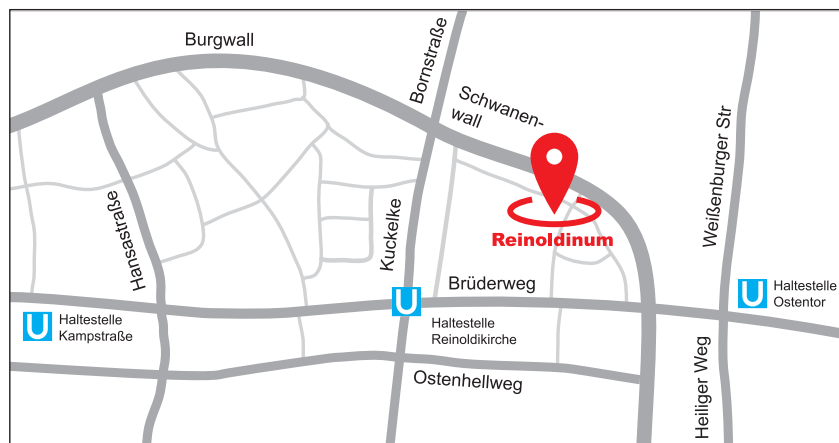 Burgwall
Bornstraße
Schwanen-
wall
Weißenburger Str
Hansastraße
Kuckelke
Reinoldinum
Brüderweg
U
Haltestelle
Ostentor
U
Haltestelle
Kampstraße
U
Haltestelle
Reinoldikirche
Ostenhellweg
Heiliger Weg